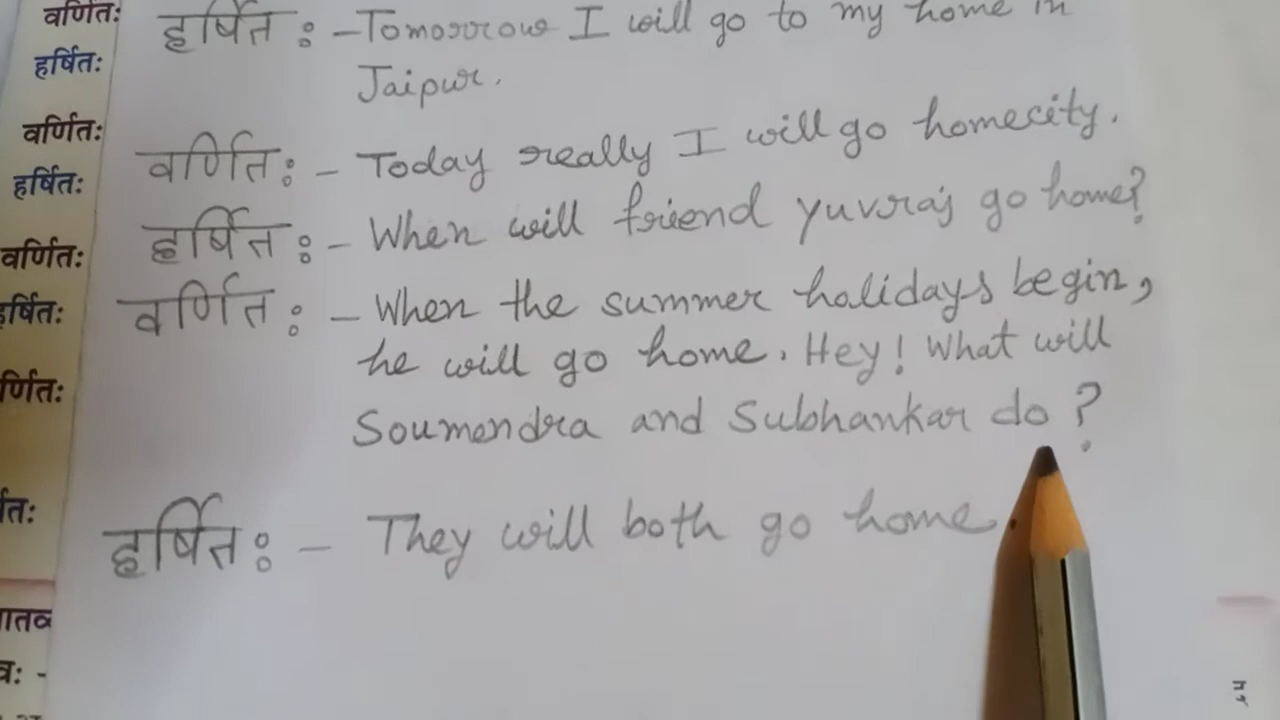 वर्णितः
हर्षितः
वर्णितः
हर्षितः
वर्णितः
हर्षितः
र्णितः
तः
हर्षित : - Tomorrow I will go to my home in
Jaipur.
वर्णितः - Today really I will go homecity.
हर्षितः - When will friend yuvraj go home?
वर्णितः - When the summer holidays begin,
he will go home. Hey! What will
Soumendra and Subhankar do?
हर्षितः - They will both go home.